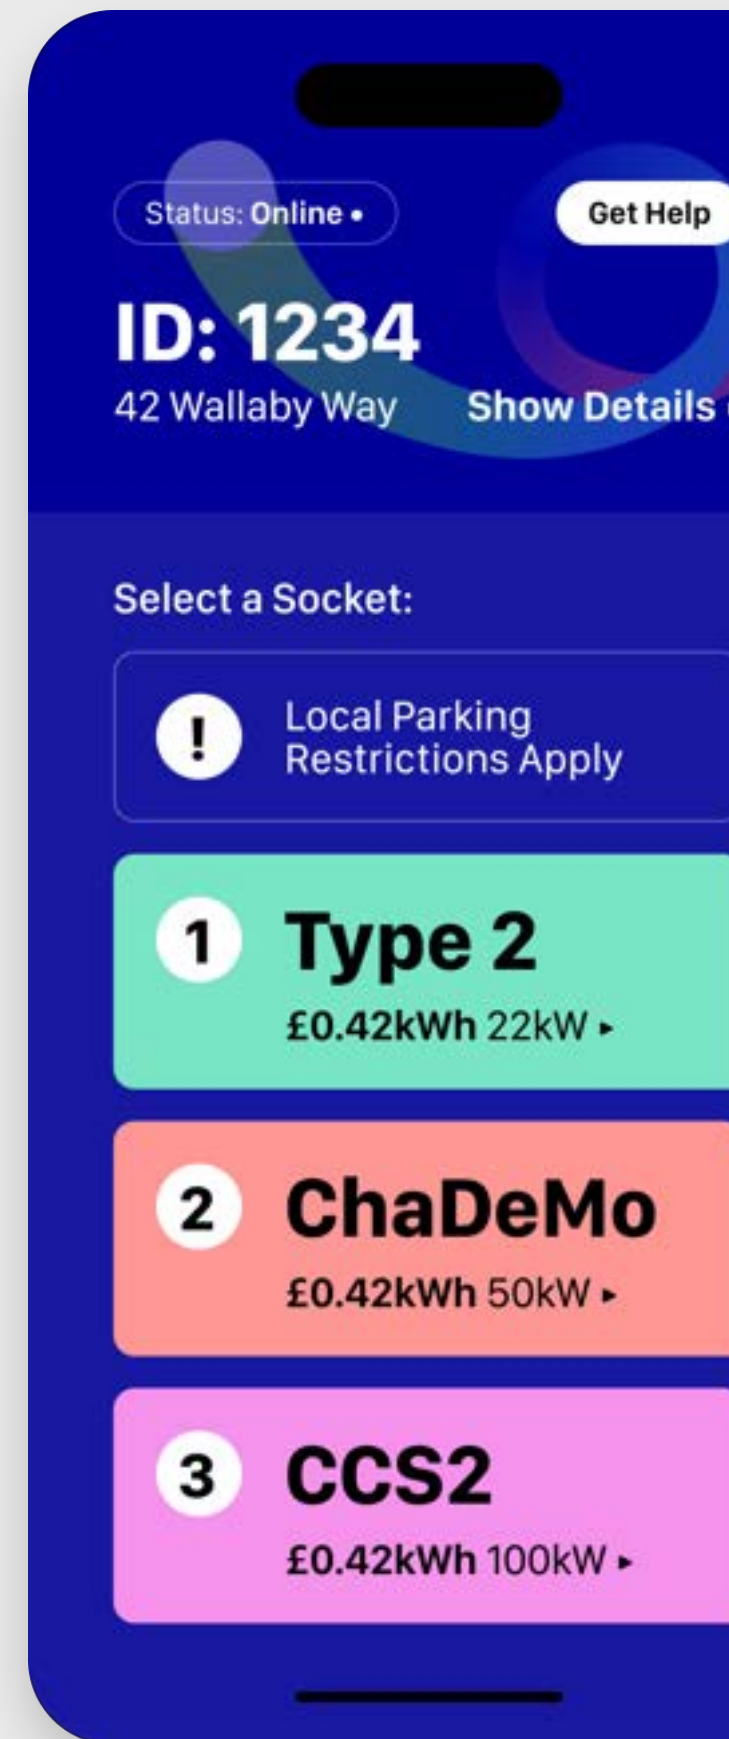 Status: Online •
Get Help
ID: 1234
42 Wallaby Way
Show Details
Select a Socket:
!
Local Parking
Restrictions Apply
1
Type 2
£0.42kWh 22kW ▸
2
ChaDeMo
£0.42kWh 50kW ▸
3
CCS2
£0.42kWh 100kW ▸